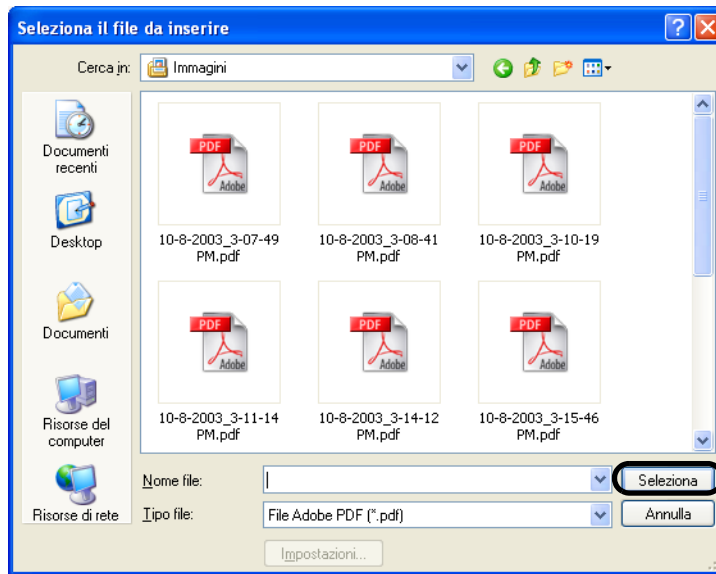 Seleziona il file da inserire
?
Cerca in:
Immagini
Documenti
recenti
Desktop
Documenti
Risorse del
computer
Risorse di rete
PDF
Adobe
PDF
Adobe
PDF
Adobe
10-8-2003_3-07-49
PM.pdf
10-8-2003_3-08-41
PM.pdf
10-8-2003_3-10-19
PM.pdf
PDF
Adobe
PDF
Adobe
PDF
Adobe
10-8-2003_3-11-14
PM.pdf
10-8-2003_3-14-12
PM.pdf
10-8-2003_3-15-46
PM.pdf
Nome file:
Seleziona
Tipo file:
File Adobe PDF (*.pdf)
Annulla
Impostazioni...